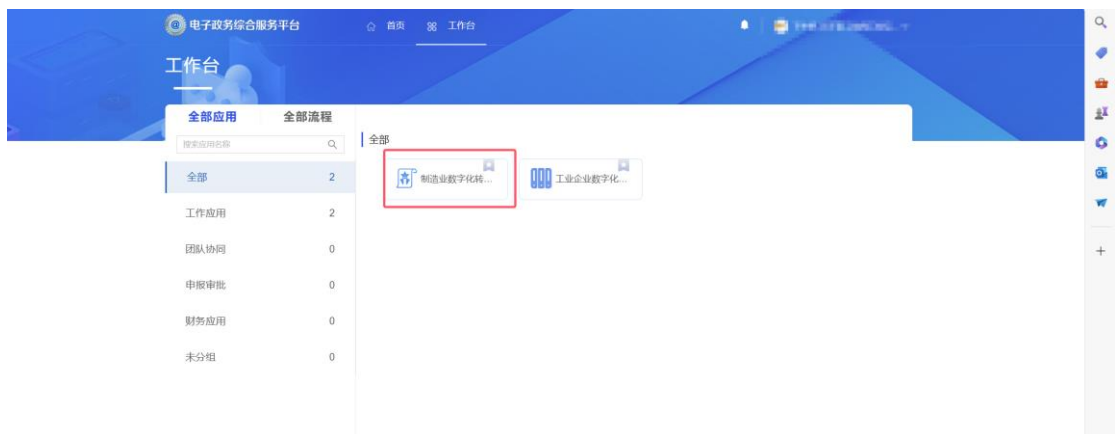 电子政务综合服务平台 首页 工作台
工作台
全部应用 全部流程
搜索应用名称
全部
全部 2
制造业数字化转... 工业企业数字化...
工作应用 2
团队协同 0
申报审批 0
财务应用 0
未分组 0